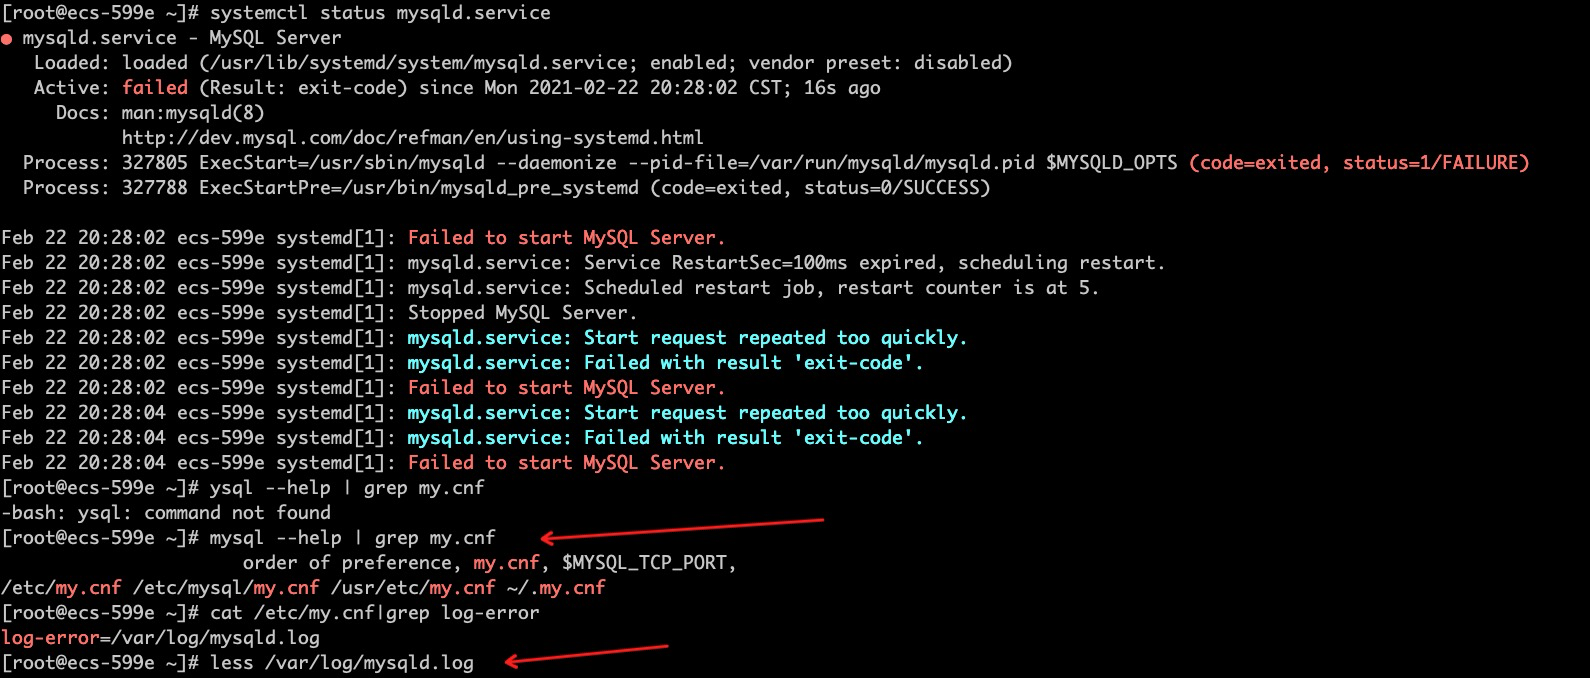 [root@ecs-599e ~]# systemctl status mysqld.service
● mysqld.service - MySQL Server
   Loaded: loaded (/usr/lib/systemd/system/mysqld.service; enabled; vendor preset: disabled)
   Active: failed (Result: exit-code) since Mon 2021-02-22 20:28:02 CST; 16s ago
     Docs: man:mysqld(8)
           http://dev.mysql.com/doc/refman/en/using-systemd.html
  Process: 327805 ExecStart=/usr/sbin/mysqld --daemonize --pid-file=/var/run/mysqld/mysqld.pid $MYSQLD_OPTS (code=exited, status=1/FAILURE)
  Process: 327788 ExecStartPre=/usr/bin/mysqld_pre_systemd (code=exited, status=0/SUCCESS)

Feb 22 20:28:02 ecs-599e systemd[1]: Failed to start MySQL Server.
Feb 22 20:28:02 ecs-599e systemd[1]: mysqld.service: Service RestartSec=100ms expired, scheduling restart.
Feb 22 20:28:02 ecs-599e systemd[1]: mysqld.service: Scheduled restart job, restart counter is at 5.
Feb 22 20:28:02 ecs-599e systemd[1]: Stopped MySQL Server.
Feb 22 20:28:02 ecs-599e systemd[1]: mysqld.service: Start request repeated too quickly.
Feb 22 20:28:02 ecs-599e systemd[1]: mysqld.service: Failed with result 'exit-code'.
Feb 22 20:28:02 ecs-599e systemd[1]: Failed to start MySQL Server.
Feb 22 20:28:04 ecs-599e systemd[1]: mysqld.service: Start request repeated too quickly.
Feb 22 20:28:04 ecs-599e systemd[1]: mysqld.service: Failed with result 'exit-code'.
Feb 22 20:28:04 ecs-599e systemd[1]: Failed to start MySQL Server.
[root@ecs-599e ~]# ysql --help | grep my.cnf
-bash: ysql: command not found
[root@ecs-599e ~]# mysql --help | grep my.cnf
                      order of preference, my.cnf, $MYSQL_TCP_PORT,
/etc/my.cnf /etc/mysql/my.cnf /usr/etc/my.cnf ~/.my.cnf
[root@ecs-599e ~]# cat /etc/my.cnf|grep log-error
log-error=/var/log/mysqld.log
[root@ecs-599e ~]# less /var/log/mysqld.log